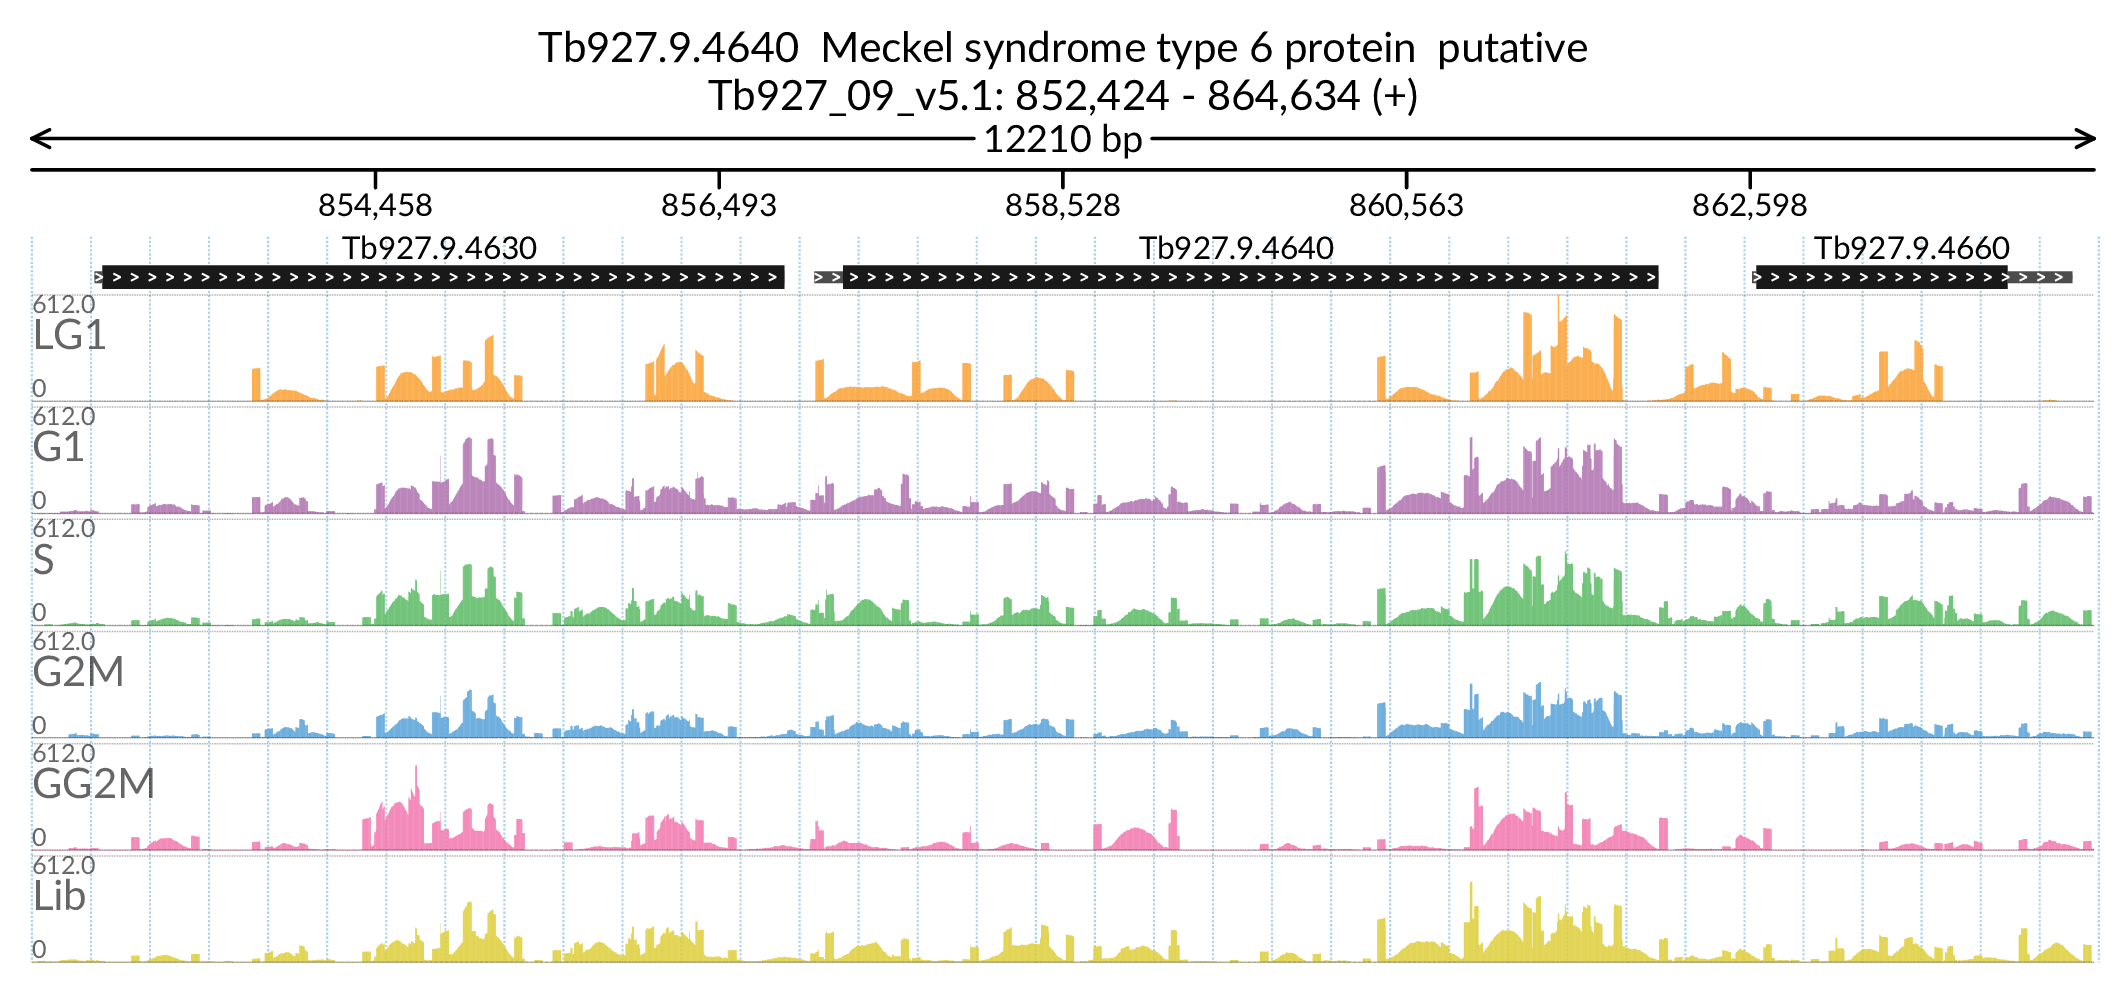 Tb927.9.4640 Meckel syndrome type 6 protein putative
Tb927_09_v5.1: 852,424 - 864,634 (+)
12210 bp
854,458 856,493 858,528 860,563 862,598
Tb927.9.4630 Tb927.9.4640 Tb927.9.4660
612.0
LG1
0
612.0
G1
0
612.0
S
0
612.0
G2M
0
612.0
GG2M
0
612.0
Lib
0